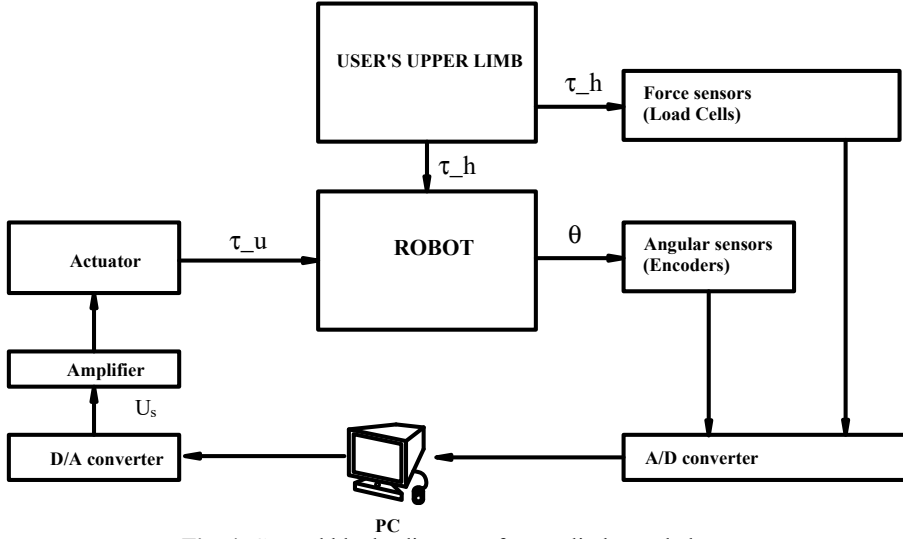 USER'S UPPER LIMB
τ_h
Force sensors
(Load Cells)
τ_h
Actuator
τ_u
ROBOT
θ
Angular sensors
(Encoders)
Amplifier
Us
D/A converter
A/D converter
PC